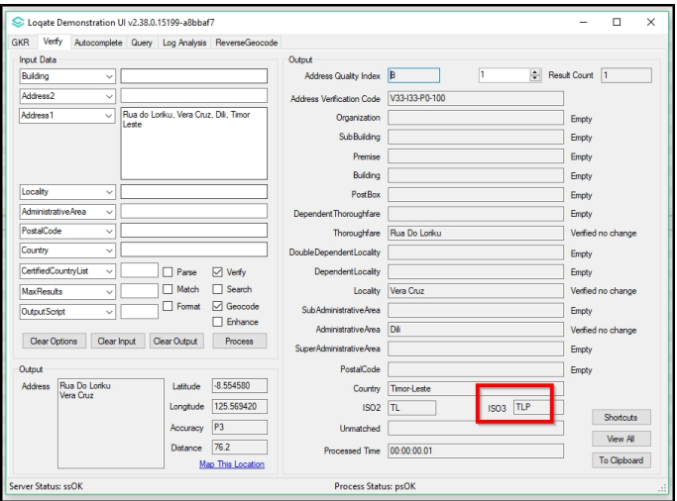 Loqate Demonstration UI v2.38.0.15199-a8bbaf7
GKR Verify Autocomplete Query Log Analysis ReverseGeocode
Input Data
Building
Address2
Address1 Rua do Loriku, Vera Cruz, Dili, Timor
Leste
Locality
AdministrativeArea
PostalCode
Country
CertifiedCountryList Parse Verify
MaxResults Match Search
OutputScript Format Geocode
Enhance
Clear Options Clear Input Clear Output Process
Output
Address Rua Do Loriku
Vera Cruz
Latitude -8.554580
Longitude 125.569420
Accuracy P3
Distance 76.2
Map This Location
Output
Address Quality Index B 1 Result Count 1
Address Verification Code V33-I33-P0-100
Organization Empty
SubBuilding Empty
Premise Empty
Building Empty
PostBox Empty
DependentThoroughfare Empty
Thoroughfare Rua Do Loriku Verified no change
DoubleDependentLocality Empty
DependentLocality Empty
Locality Vera Cruz Verified no change
SubAdministrativeArea Empty
AdministrativeArea Dili Verified no change
SuperAdministrativeArea Empty
PostalCode Empty
Country Timor-Leste
ISO2 TL ISO3 TLP
Unmatched
Processed Time 00:00:00.01
Shortcuts
View All
To Clipboard
Server Status: ssOK Process Status: psOK